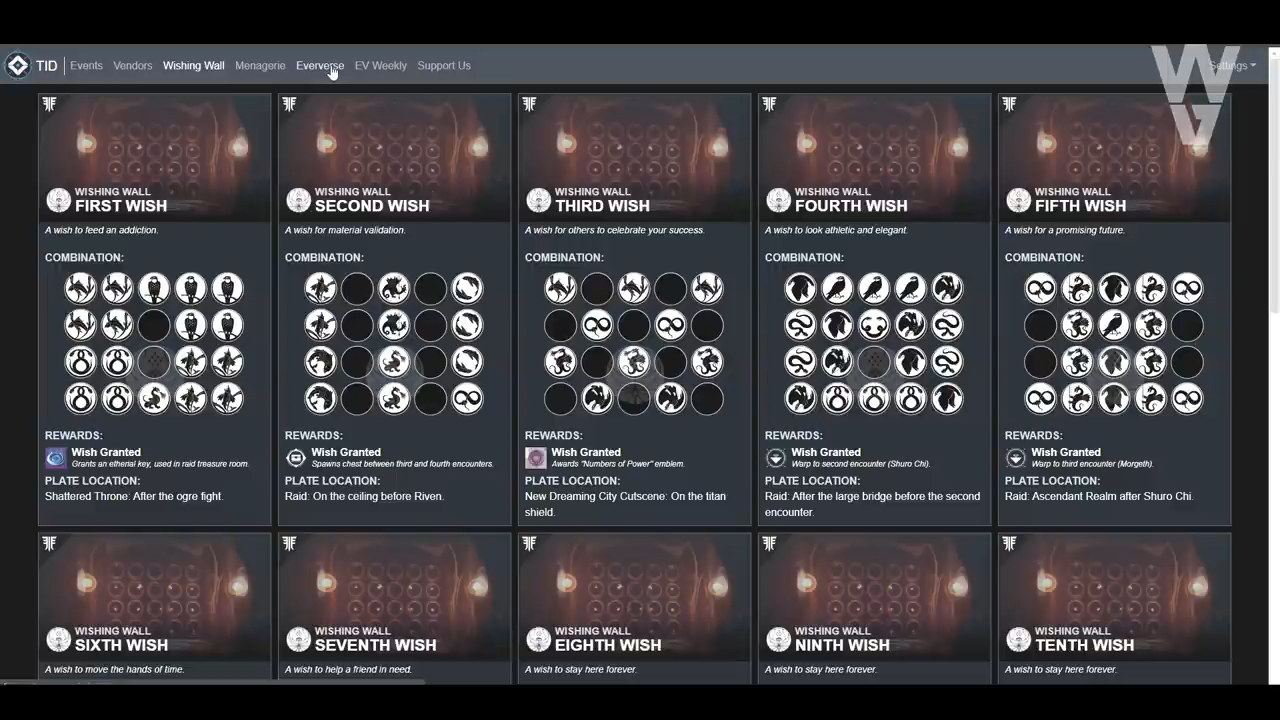 TID Events Vendors Wishing Wall Menagerie Eververse EV Weekly Support Us Settings
WG
WISHING WALL
FIRST WISH
A wish to feed an addiction.
COMBINATION:
REWARDS:
Wish Granted
Grants an etherial key, used in raid treasure room.
PLATE LOCATION:
Shattered Throne: After the ogre fight.
WISHING WALL
SECOND WISH
A wish for material validation.
COMBINATION:
REWARDS:
Wish Granted
Spawns chest between third and fourth encounters.
PLATE LOCATION:
Raid: On the ceiling before Riven.
WISHING WALL
THIRD WISH
A wish for others to celebrate your success.
COMBINATION:
REWARDS:
Wish Granted
Awards "Numbers of Power" emblem.
PLATE LOCATION:
New Dreaming City Cutscene: On the titan
shield.
WISHING WALL
FOURTH WISH
A wish to look athletic and elegant.
COMBINATION:
REWARDS:
Wish Granted
Warp to second encounter (Shuro Chi).
PLATE LOCATION:
Raid: After the large bridge before the second
encounter.
WISHING WALL
FIFTH WISH
A wish for a promising future.
COMBINATION:
REWARDS:
Wish Granted
Warp to third encounter (Morgeth).
PLATE LOCATION:
Raid: Ascendant Realm after Shuro Chi.
WISHING WALL
SIXTH WISH
A wish to move the hands of time.
WISHING WALL
SEVENTH WISH
A wish to help a friend in need.
WISHING WALL
EIGHTH WISH
A wish to stay here forever.
WISHING WALL
NINTH WISH
A wish to stay here forever.
WISHING WALL
TENTH WISH
A wish to stay here forever.